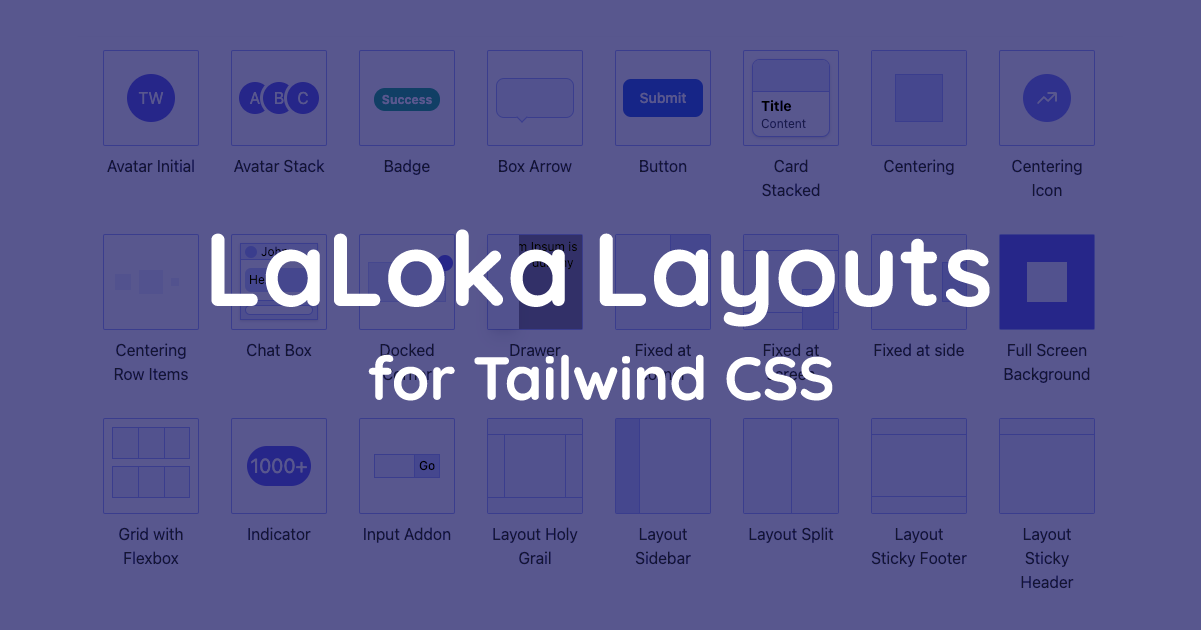 TW
A B C
Success
Submit
Title
Content
Avatar Initial
Avatar Stack
Badge
Box Arrow
Button
Card
Stacked
Centering
Centering
Icon
LaLoka Layouts
Centering
Row Items
Chat Box
Docked
Drawer
Fixed at
Fixed at
Fixed at side
Full Screen
Background
for Tailwind CSS
1000+
Go
Grid with
Flexbox
Indicator
Input Addon
Layout Holy
Grail
Layout
Sidebar
Layout Split
Layout
Sticky Footer
Layout
Sticky
Header